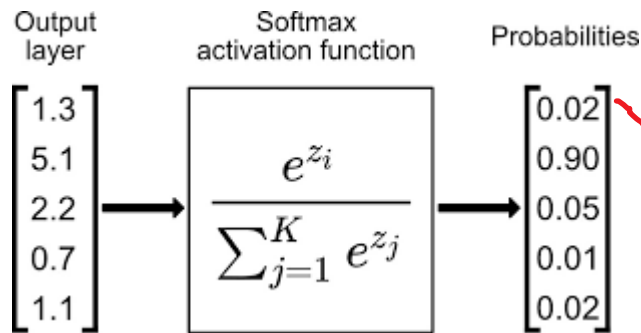 Output
layer
Softmax
activation function
Probabilities
1.3
5.1
2.2
0.7
1.1
e^{z_i}
∑_{j=1}^{K} e^{z_j}
0.02
0.90
0.05
0.01
0.02